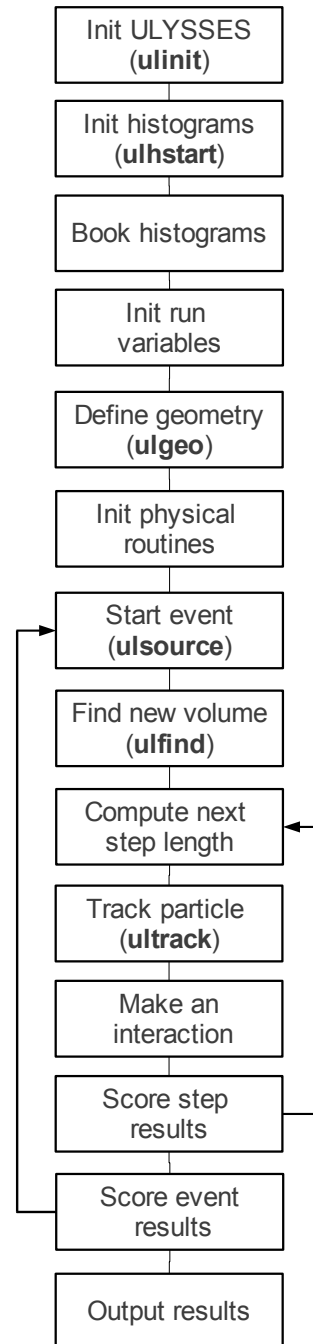 Init ULYSSES
(ulinit)
Init histograms
(ulhstart)
Book histograms
Init run
variables
Define geometry
(ulgeo)
Init physical
routines
Start event
(ulsource)
Find new volume
(ulfind)
Compute next
step length
Track particle
(ultrack)
Make an
interaction
Score step
results
Score event
results
Output results